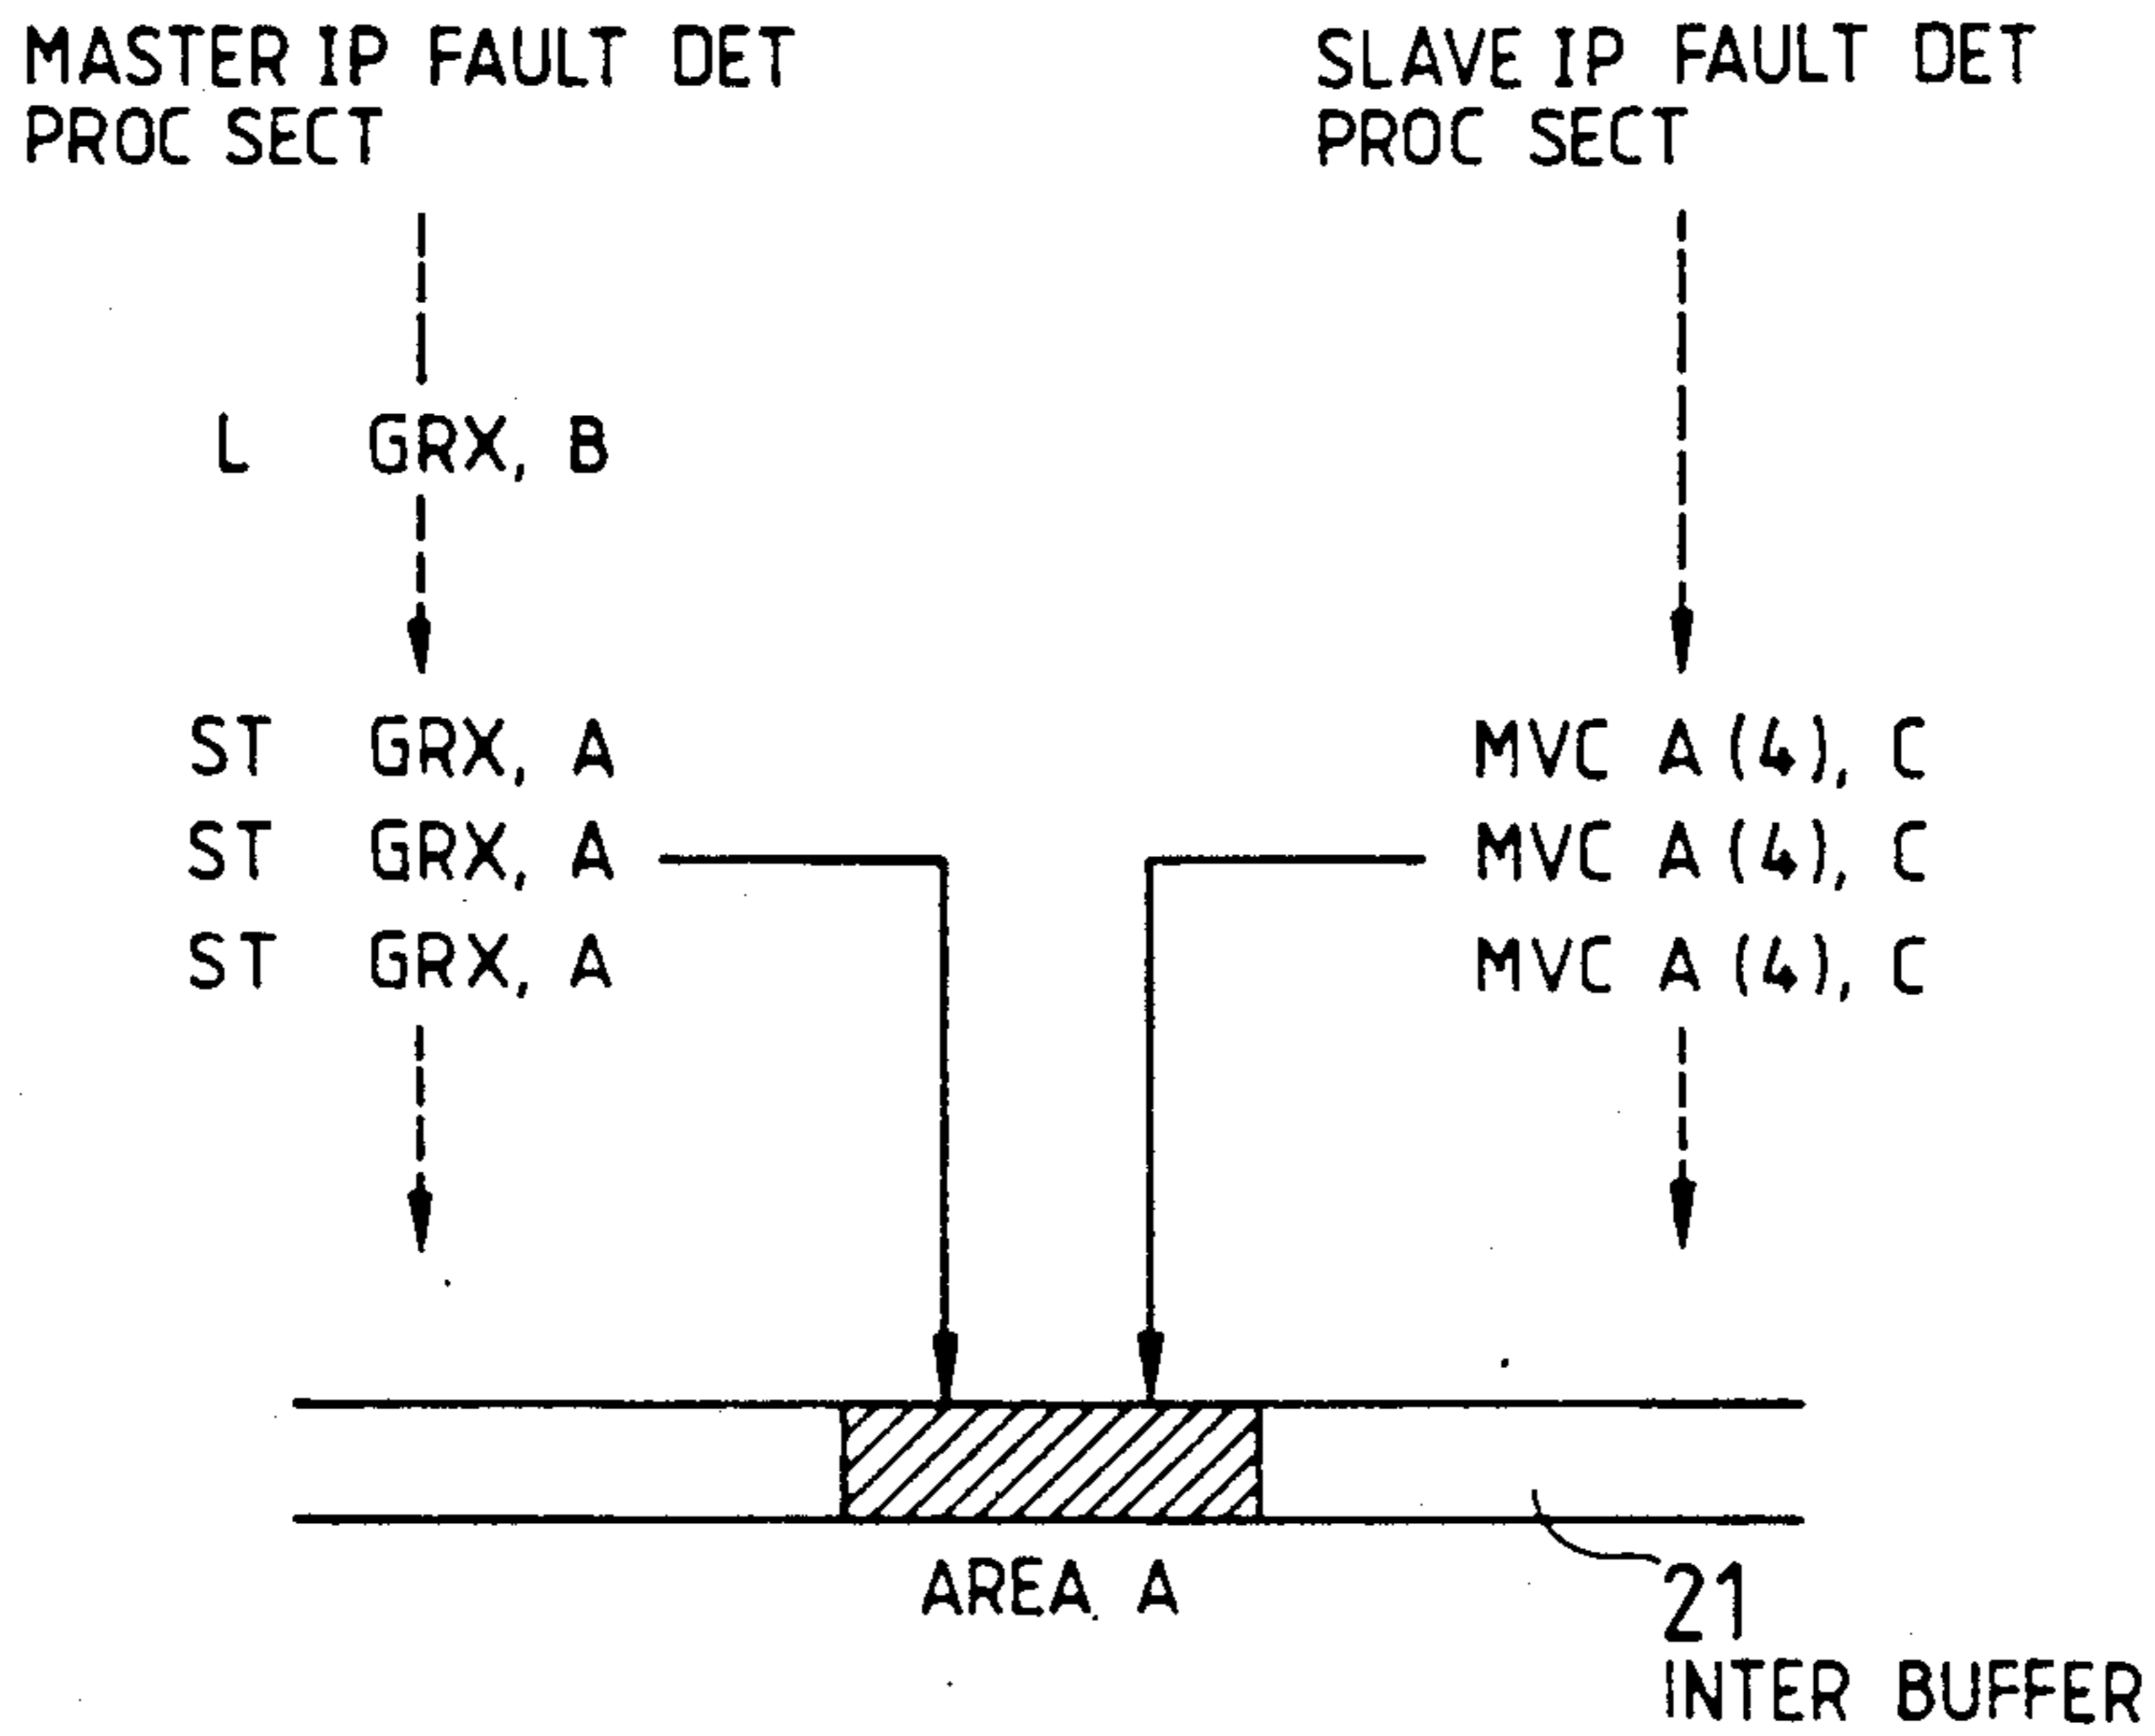 MASTER IP FAULT DET
PROC SECT
SLAVE IP FAULT DET
PROC SECT
L GRX, B
ST GRX, A
ST GRX, A
ST GRX, A
MVC A (4), C
MVC A (4), C
MVC A (4), C
AREA A
21
INTER BUFFER